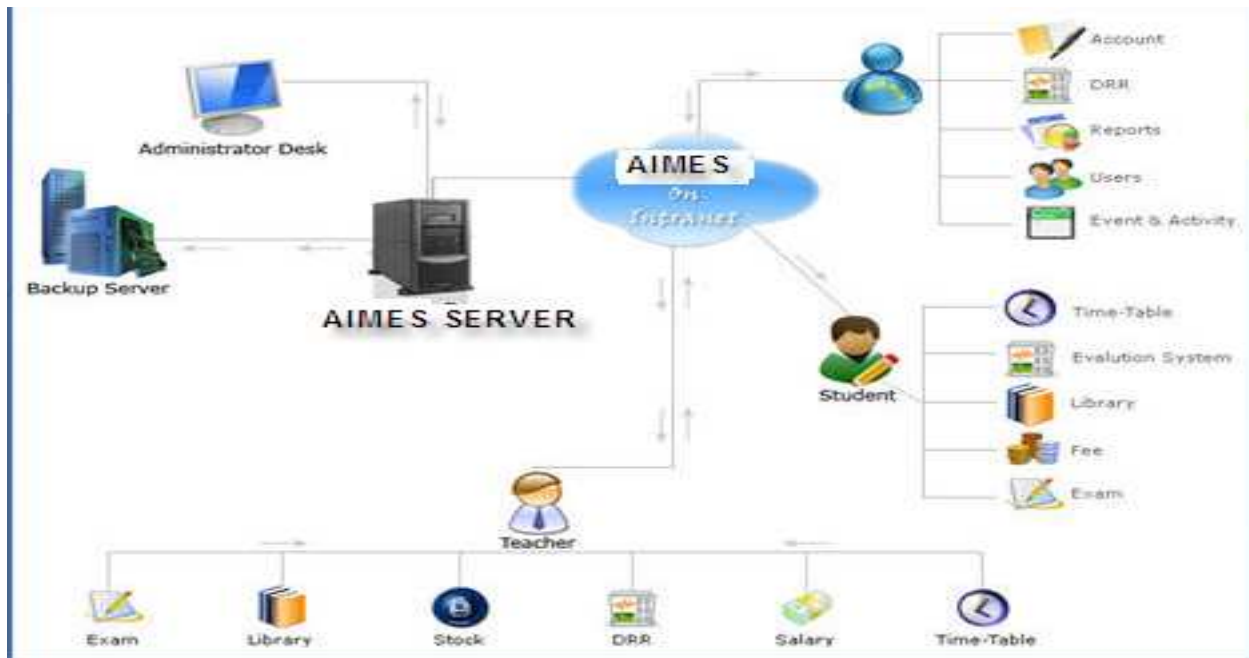 Account
DRR
Reports
Users
Event & Activity
Administrator Desk
AIMES
On
Intranet
Backup Server
AIMES SERVER
Time-Table
Evalution System
Library
Fee
Exam
Student
Teacher
Exam
Library
Stock
DRR
Salary
Time-Table